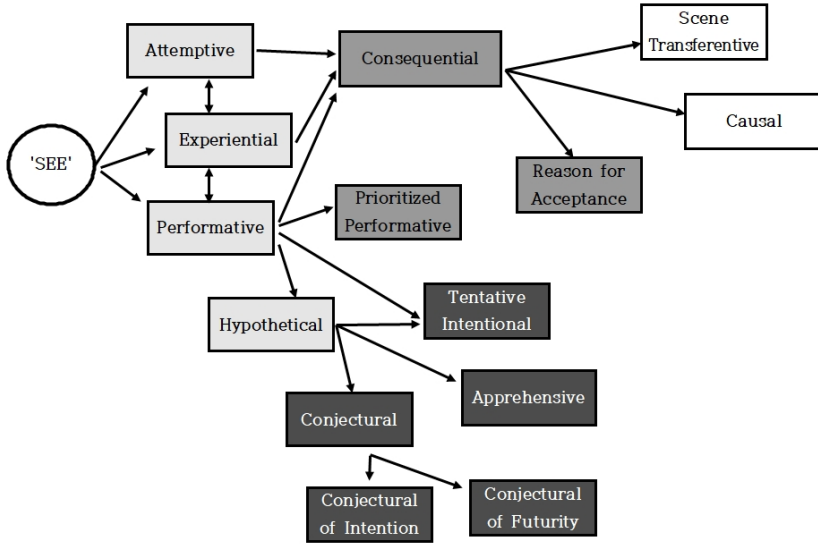 Scene
Transferentive
Attemptive
Consequential
Causal
Experiential
'SEE'
Reason for
Acceptance
Prioritized
Performative
Performative
Tentative
Intentional
Hypothetical
Apprehensive
Conjectural
Conjectural
of Intention
Conjectural
of Futurity